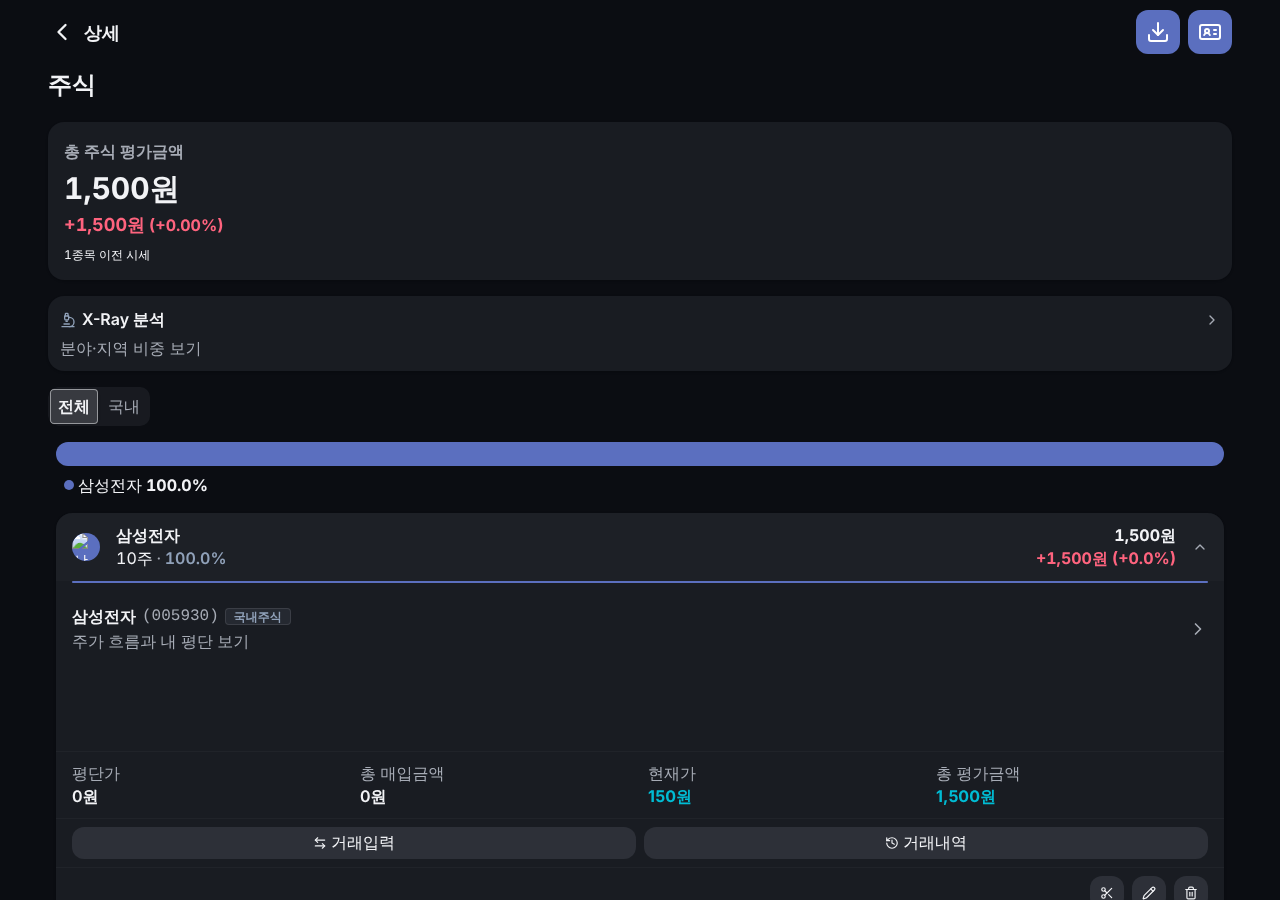 상세
주식
총 주식 평가금액
1,500원
+1,500원 (+0.00%)
1종목 이전 시세
X-Ray 분석
분야·지역 비중 보기
전체 국내
삼성전자 100.0%
삼성전자 1,500원
10주 · 100.0% +1,500원 (+0.0%)
삼성전자 (005930) 국내주식
주가 흐름과 내 평단 보기
평단가 총 매입금액 현재가 총 평가금액
0원 0원 150원 1,500원
거래입력 거래내역